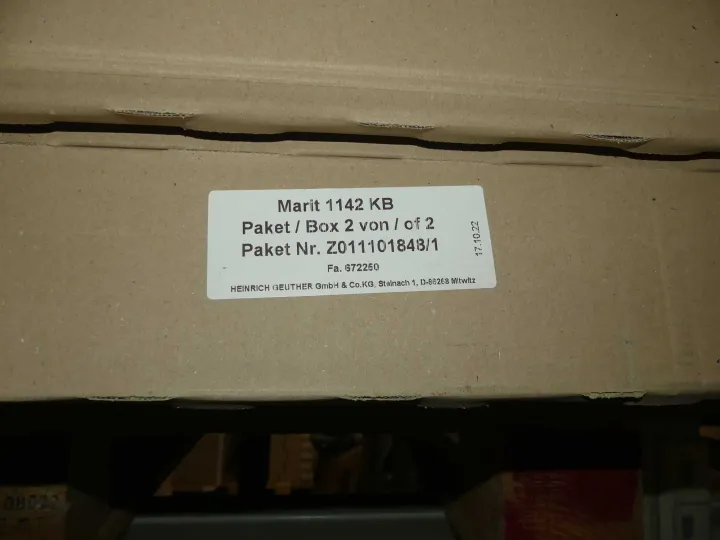 Marit 1142 KB
Paket / Box 2 von / of 2
Paket Nr. Z011101848/1
Fa. 672250
HEINRICH GEUTHER GmbH & Co.KG, Steinach 1, D-96268 Mitwitz
17.10.22